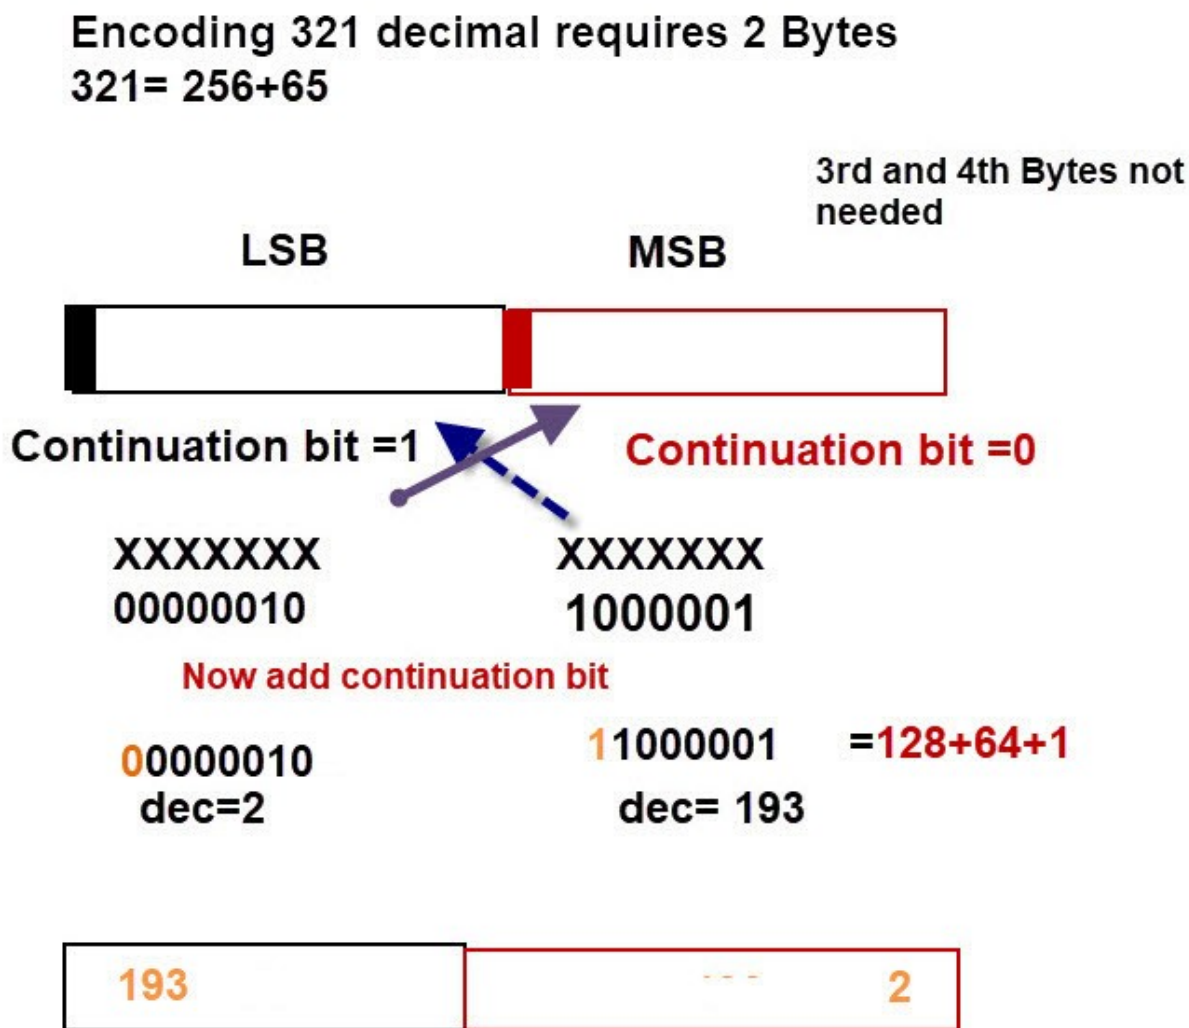 Encoding 321 decimal requires 2 Bytes
321= 256+65
3rd and 4th Bytes not
needed
LSB
MSB
Continuation bit =1
Continuation bit =0
XXXXXXX
XXXXXXX
00000010
1000001
Now add continuation bit
00000010
11000001
=128+64+1
dec=2
dec= 193
193
2